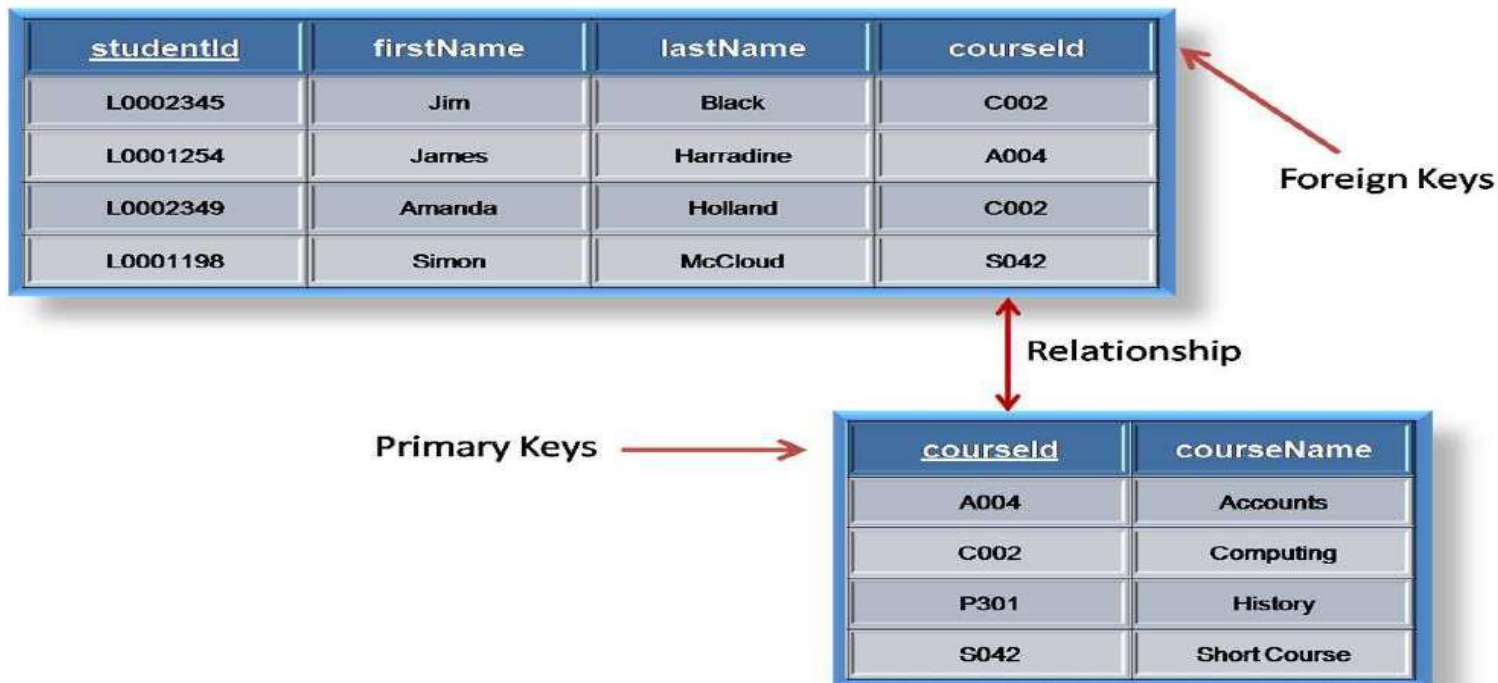 studentId firstName lastName courseId
L0002345 Jim Black C002
L0001254 James Harradine A004
L0002349 Amanda Holland C002
L0001198 Simon McCloud S042
Foreign Keys
Relationship
Primary Keys
courseId courseName
A004 Accounts
C002 Computing
P301 History
S042 Short Course